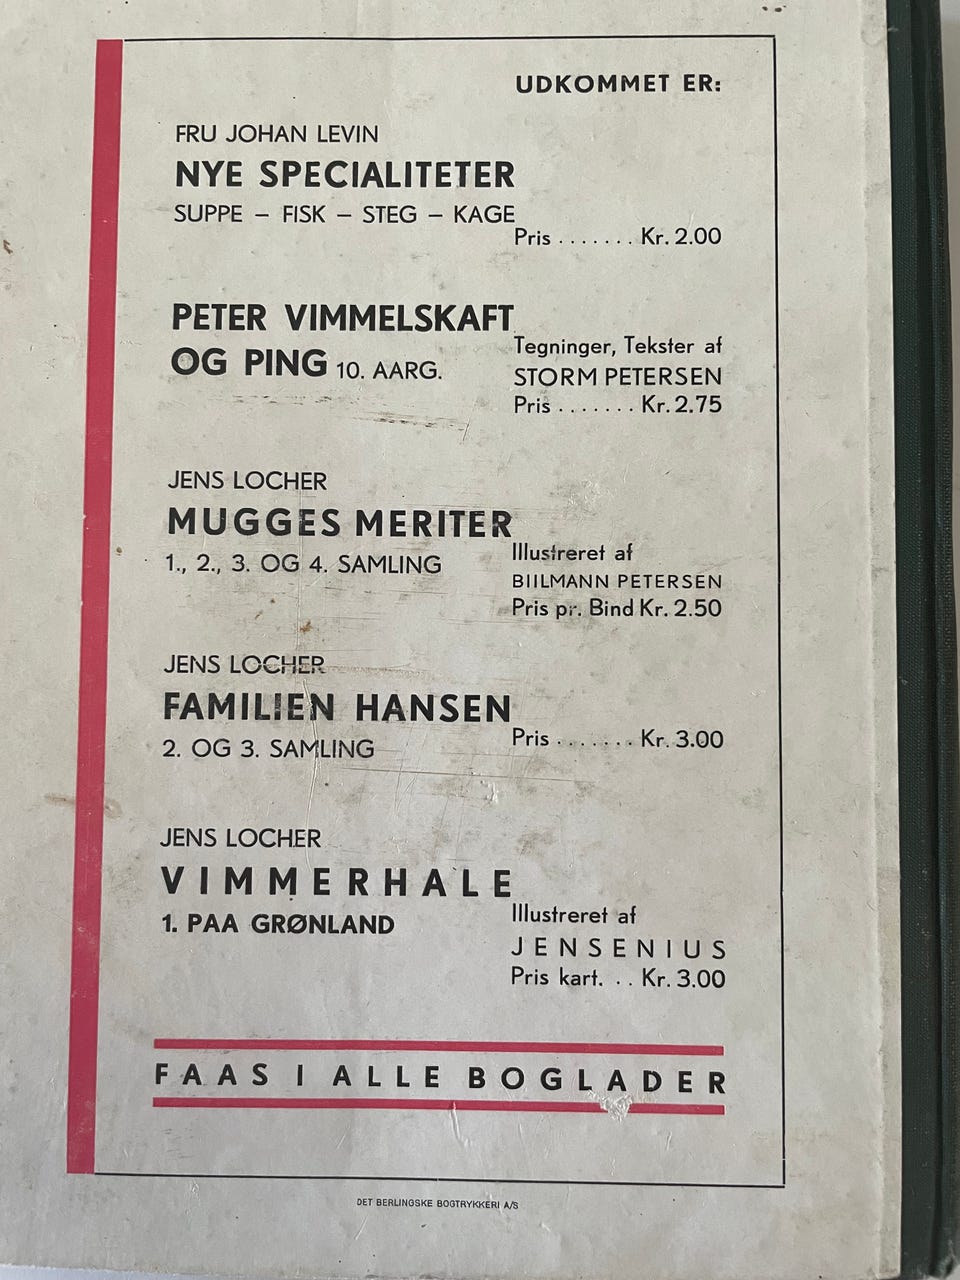 UDKOMMET ER:
FRU JOHAN LEVIN
NYE SPECIALITETER
SUPPE – FISK – STEG – KAGE
Pris ....... Kr. 2.00
PETER VIMMELSKAFT
OG PING 10. AARG.
Tegninger, Tekster af
STORM PETERSEN
Pris ....... Kr. 2.75
JENS LOCHER
MUGGES MERITER
1., 2., 3. OG 4. SAMLING
Illustreret af
BIILMANN PETERSEN
Pris pr. Bind Kr. 2.50
JENS LOCHER
FAMILIEN HANSEN
2. OG 3. SAMLING
Pris ....... Kr. 3.00
JENS LOCHER
VIMMERHALE
1. PAA GRØNLAND
Illustreret af
JENSENIUS
Pris kart. .. Kr. 3.00
FAAS I ALLE BOGLADER
DET BERLINGSKE BOGTRYKKERI A/S